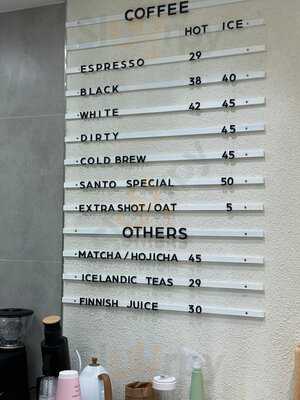 COFFEE
HOT ICE
ESPRESSO 29
BLACK 38 40
WHITE 42 45
DIRTY 45
COLD BREW 45
SANTO SPECIAL 50
EXTRA SHOT/OAT 5
OTHERS
MATCHA/HOJICHA 45
ICELANDIC TEAS 29
FINNISH JUICE 30